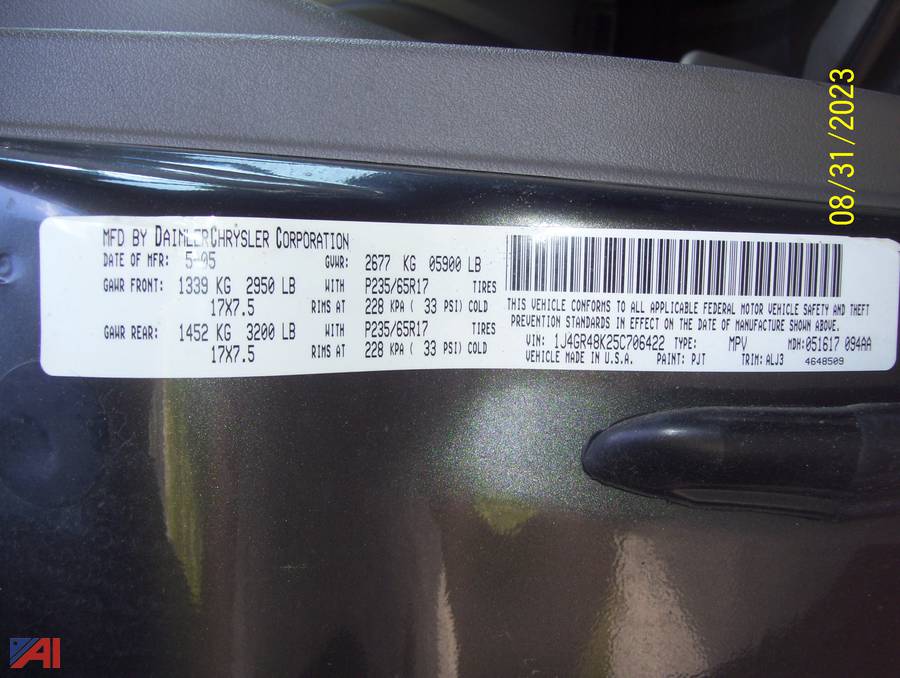 MFD BY DAIMLERCHRYSLER CORPORATION
DATE OF MFR: 5-05 GVWR: 2677 KG 05900 LB
GAWR FRONT: 1339 KG 2950 LB WITH P235/65R17 TIRES
17X7.5 RIMS AT 228 KPA ( 33 PSI) COLD
GAWR REAR: 1452 KG 3200 LB WITH P235/65R17 TIRES
17X7.5 RIMS AT 228 KPA ( 33 PSI) COLD
THIS VEHICLE CONFORMS TO ALL APPLICABLE FEDERAL MOTOR VEHICLE SAFETY AND THEFT
PREVENTION STANDARDS IN EFFECT ON THE DATE OF MANUFACTURE SHOWN ABOVE.
VIN: 1J4GR48K25C706422 TYPE: MPV MDH: 051617 094AA
VEHICLE MADE IN U.S.A. PAINT: PJT TRIM: ALJ3 4648509
08/31/2023
AI